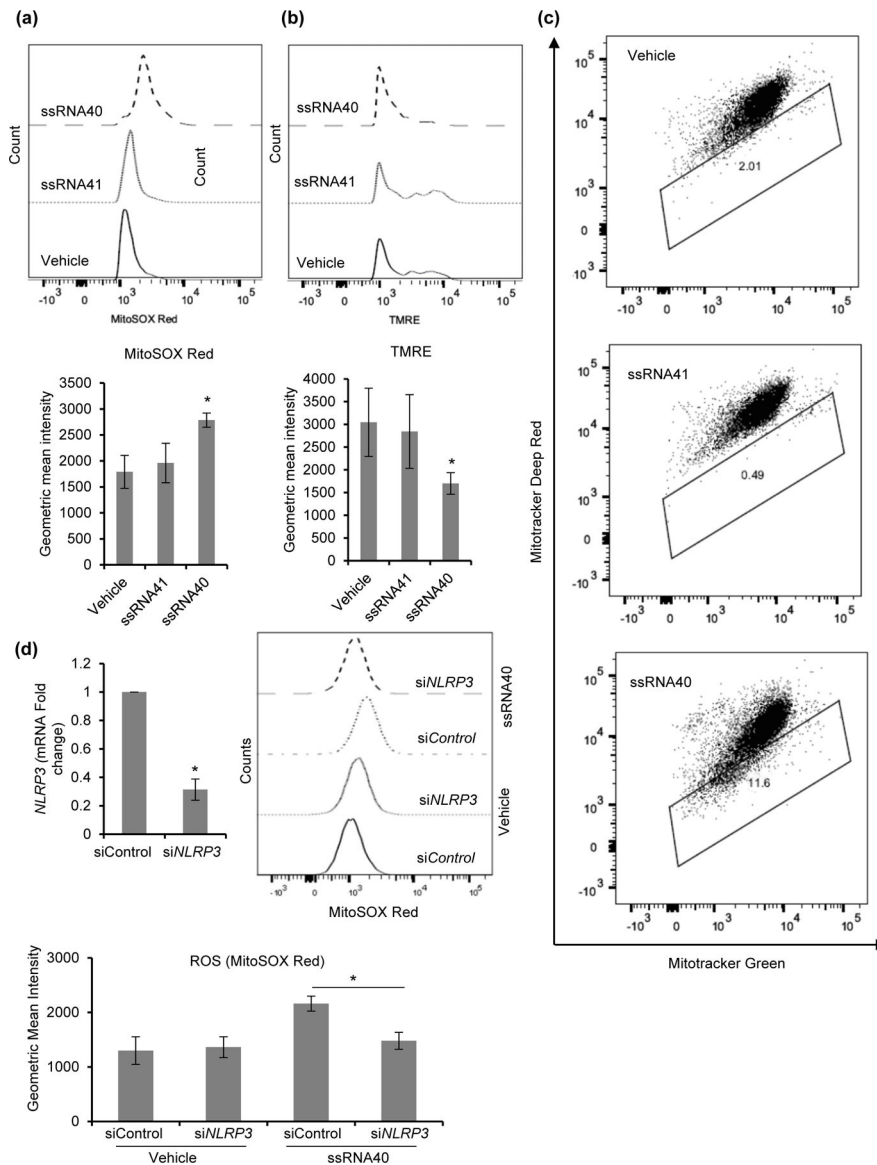 (a)
ssRNA40
ssRNA41
Vehicle
Count
Count
-10³ 0 10³ 10⁴ 10⁵
MitoSOX Red
MitoSOX Red
3500
3000
2500
2000
1500
1000
500
0
Geometric mean intensity
*
Vehicle
ssRNA41
ssRNA40
(b)
ssRNA40
ssRNA41
Vehicle
-10³ 0 10³ 10⁴ 10⁵
TMRE
TMRE
4000
3500
3000
2500
2000
1500
1000
500
0
Geometric mean intensity
*
Vehicle
ssRNA41
ssRNA40
(c)
Vehicle
10⁵
10⁴
10³
0
-10³
2.01
-10³ 0 10³ 10⁴ 10⁵
ssRNA41
10⁵
10⁴
10³
0
-10³
0.49
-10³ 0 10³ 10⁴ 10⁵
ssRNA40
10⁵
10⁴
10³
0
-10³
11.6
-10³ 0 10³ 10⁴ 10⁵
Mitotracker Deep Red
Mitotracker Green
(d)
1.2
1
0.8
0.6
0.4
0.2
0
NLRP3 (mRNA Fold
change)
*
siControl siNLRP3
Counts
siNLRP3
siControl
siNLRP3
siControl
ssRNA40
Vehicle
-10³ 0 10³ 10⁴ 10⁵
MitoSOX Red
ROS (MitoSOX Red)
3000
2000
1000
0
Geometric Mean Intensity
*
siControl siNLRP3 siControl siNLRP3
Vehicle ssRNA40